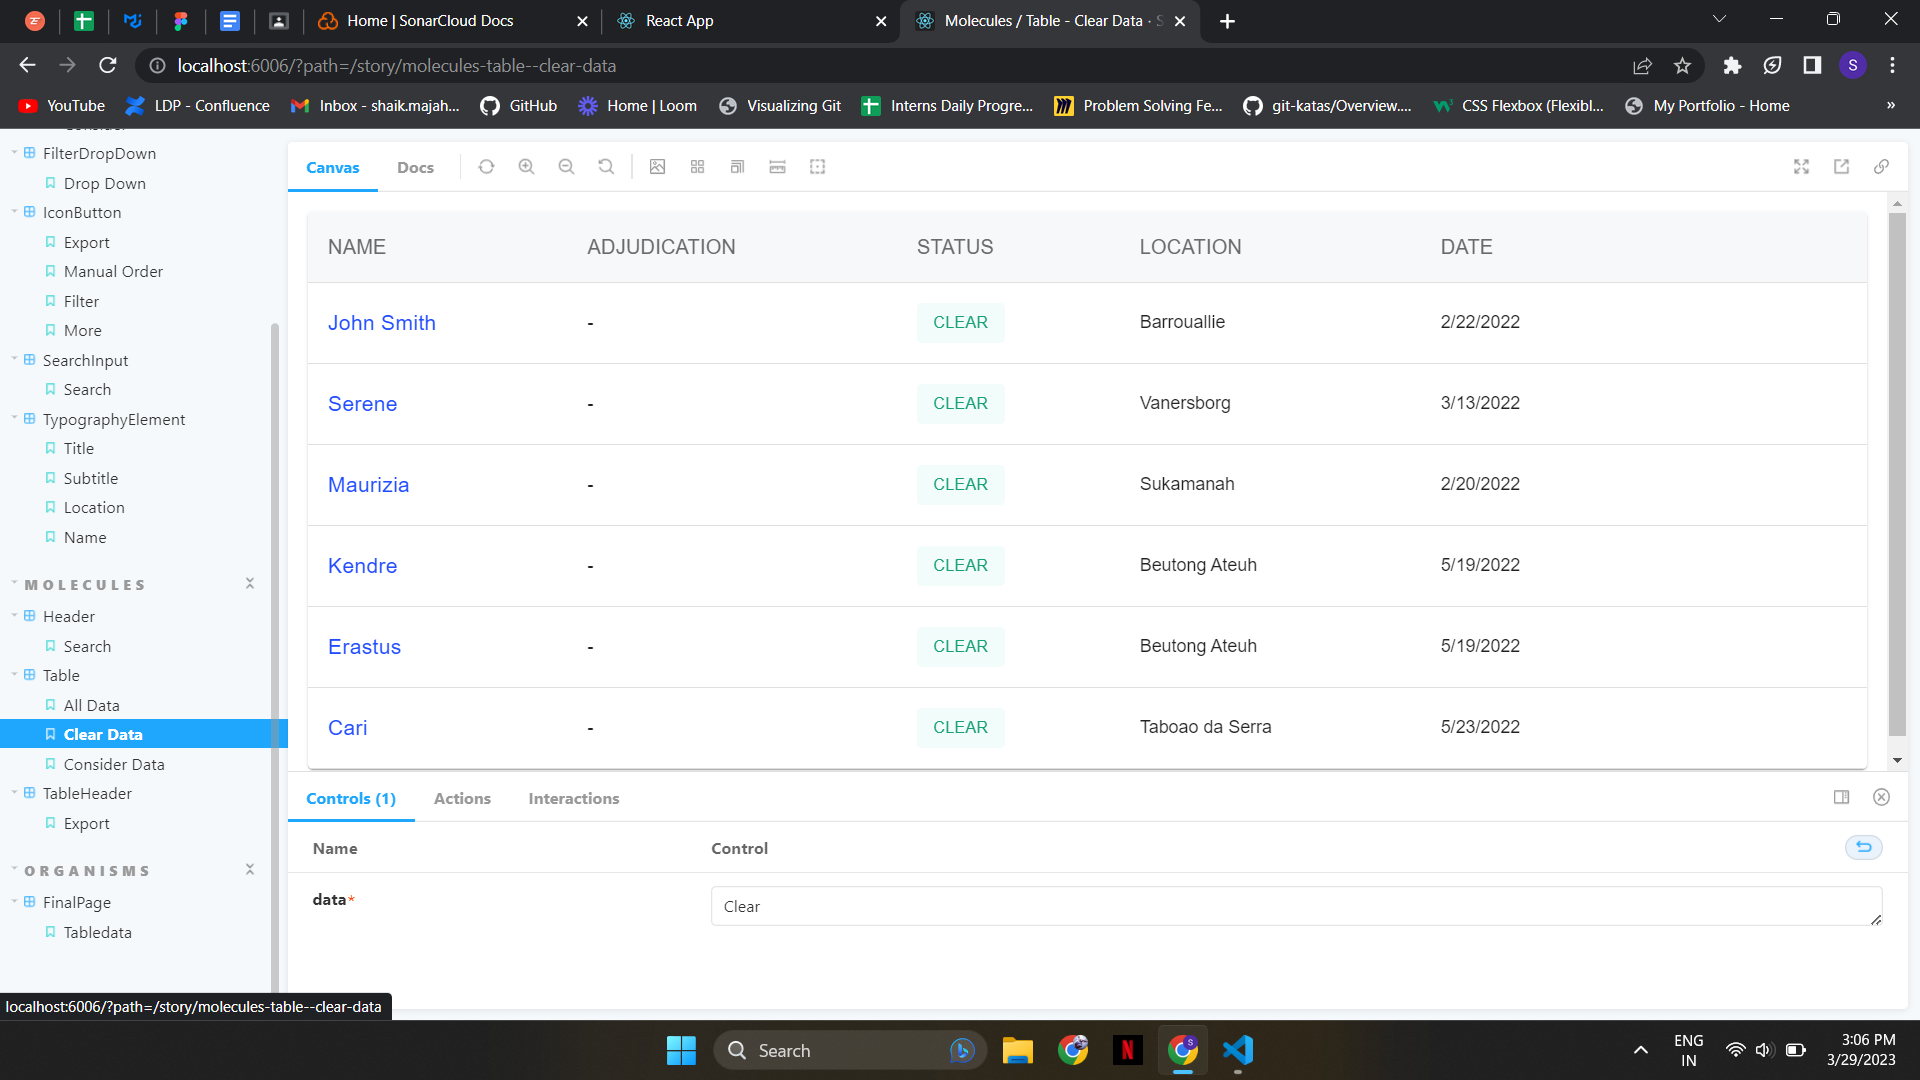 Home | SonarCloud Docs
React App
Molecules / Table - Clear Data ·
localhost:6006/?path=/story/molecules-table--clear-data
S
YouTube
LDP - Confluence
Inbox - shaik.majah...
GitHub
Home | Loom
Visualizing Git
Interns Daily Progre...
Problem Solving Fe...
git-katas/Overview....
CSS Flexbox (Flexibl...
My Portfolio - Home
»
FilterDropDown
Drop Down
IconButton
Export
Manual Order
Filter
More
SearchInput
Search
TypographyElement
Title
Subtitle
Location
Name
MOLECULES
Header
Search
Table
All Data
Clear Data
Consider Data
TableHeader
Export
ORGANISMS
FinalPage
Tabledata
localhost:6006/?path=/story/molecules-table--clear-data
Canvas
Docs
NAME ADJUDICATION STATUS LOCATION DATE
John Smith - CLEAR Barrouallie 2/22/2022
Serene - CLEAR Vanersborg 3/13/2022
Maurizia - CLEAR Sukamanah 2/20/2022
Kendre - CLEAR Beutong Ateuh 5/19/2022
Erastus - CLEAR Beutong Ateuh 5/19/2022
Cari - CLEAR Taboao da Serra 5/23/2022
Controls (1)
Actions
Interactions
Name Control
data* Clear
Search
ENG
IN
3:06 PM
3/29/2023